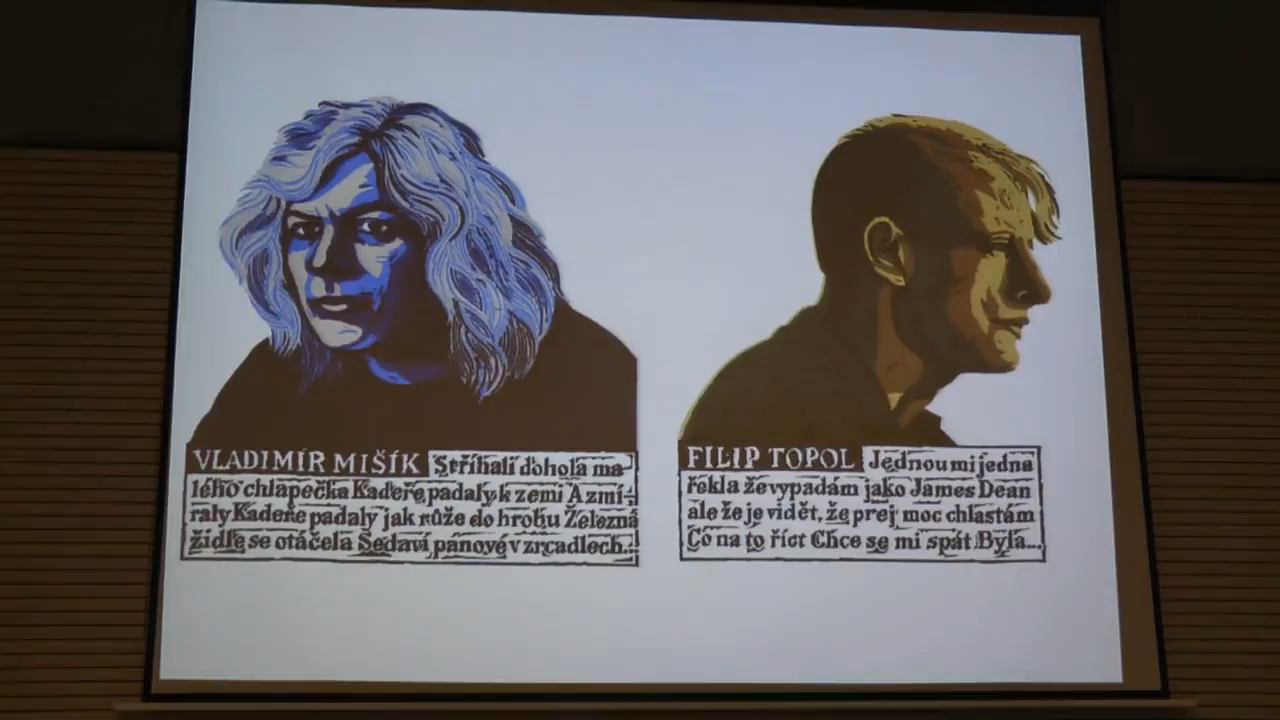 VLADIMÍR MIŠÍK Stříhali dohola ma-
lého chlapečka Kadeře padaly k zemi A zmí-
raly Kadeře padaly jak růže do hrobu Železná
židle se otáčela Šedaví pánové v zrcadlech...
FILIP TOPOL Jednou mi jedna
řekla že vypadám jako James Dean
ale že je vidět, že prej moc chlastám
Co na to říct Chce se mi spát Byla...